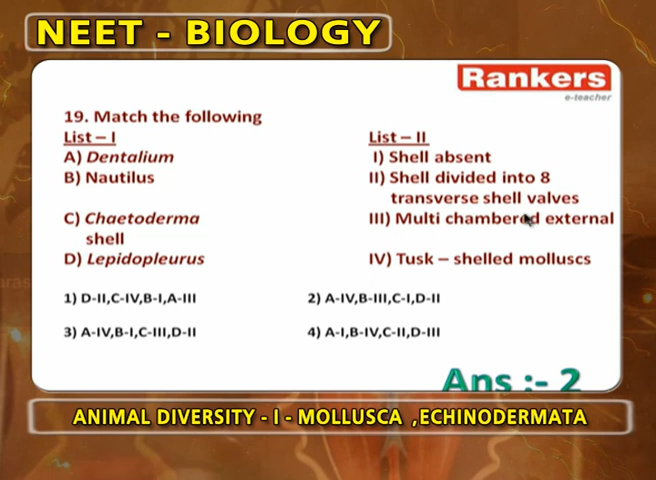 NEET - BIOLOGY
Rankers
e-teacher
19. Match the following
List – I List – II
A) Dentalium I) Shell absent
B) Nautilus II) Shell divided into 8
transverse shell valves
C) Chaetoderma III) Multi chambered external
shell
D) Lepidopleurus IV) Tusk – shelled molluscs
1) D-II,C-IV,B-I,A-III 2) A-IV,B-III,C-I,D-II
3) A-IV,B-I,C-III,D-II 4) A-I,B-IV,C-II,D-III
Ans :- 2
ANIMAL DIVERSITY - I - MOLLUSCA ,ECHINODERMATA